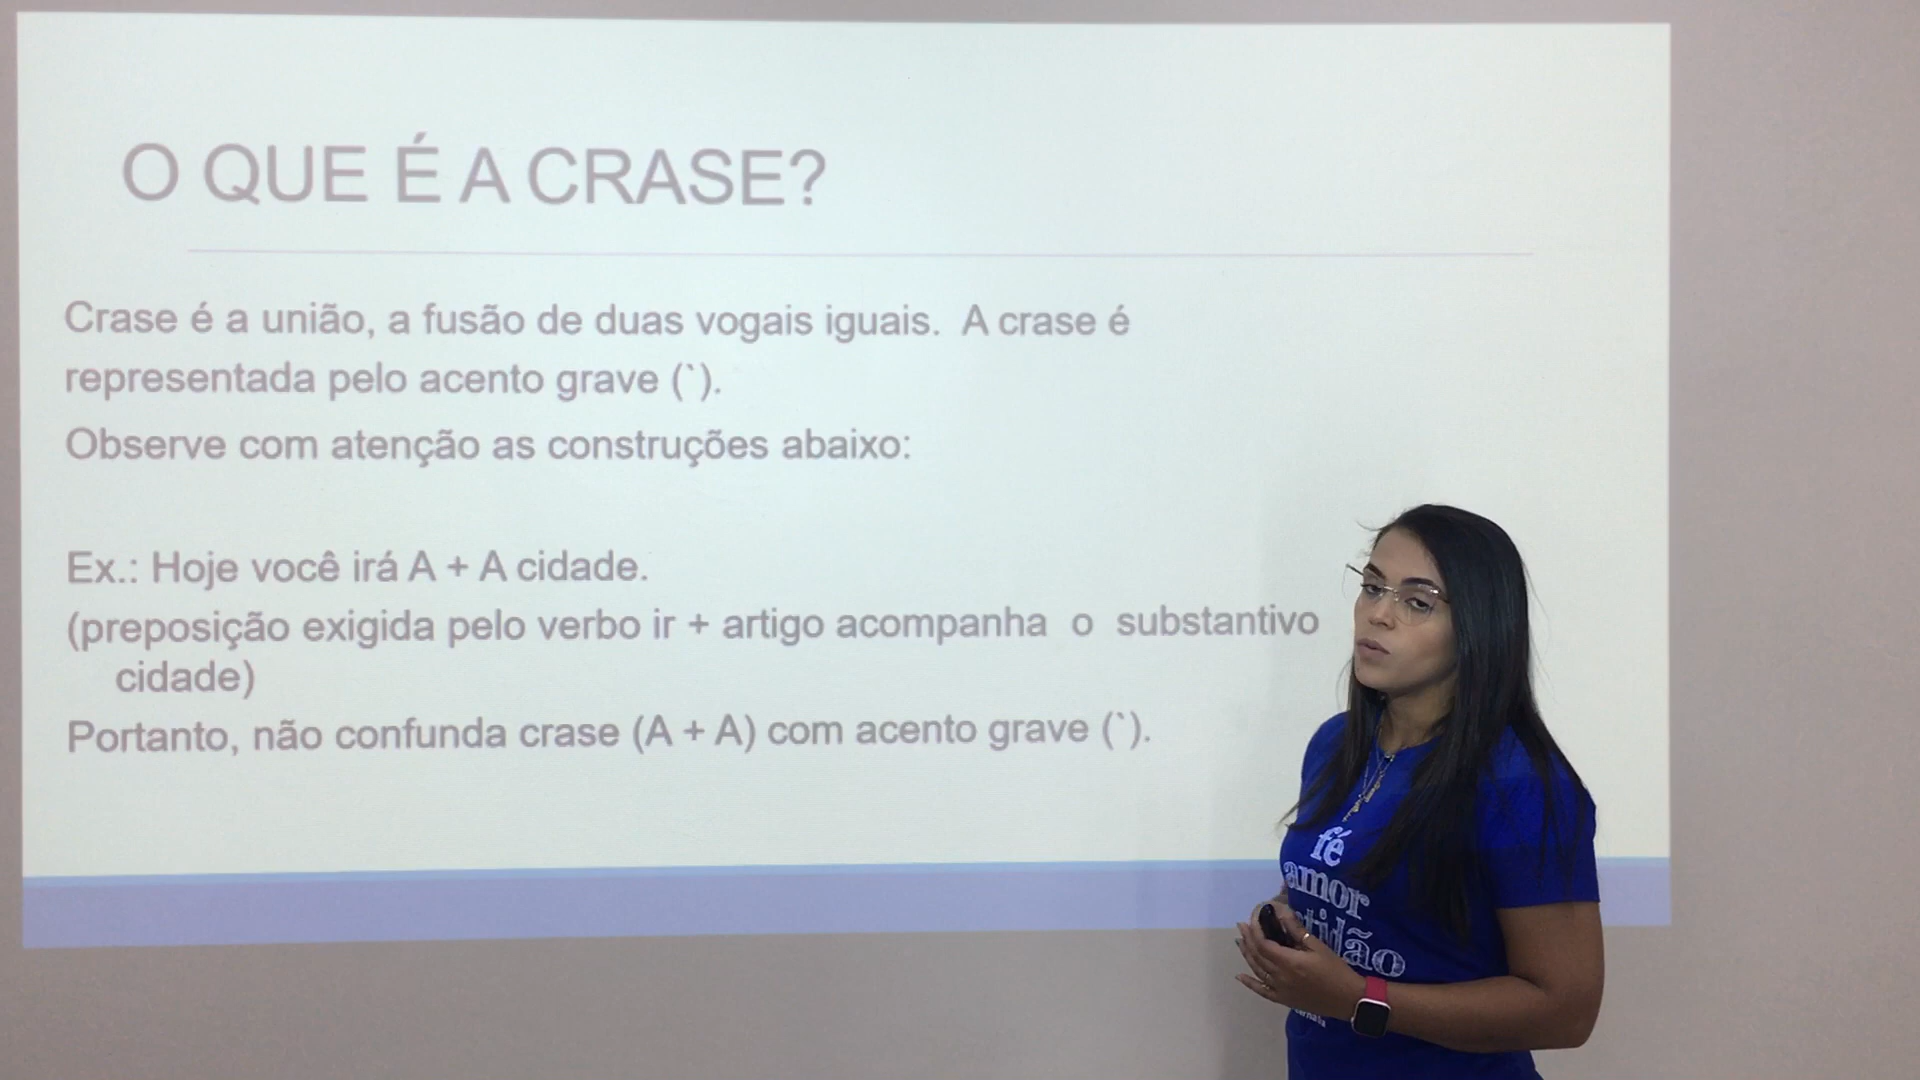 O QUE É A CRASE?
Crase é a união, a fusão de duas vogais iguais. A crase é
representada pelo acento grave (`).
Observe com atenção as construções abaixo:
Ex.: Hoje você irá A + A cidade.
(preposição exigida pelo verbo ir + artigo acompanha o substantivo
cidade)
Portanto, não confunda crase (A + A) com acento grave (`).
fé
amor